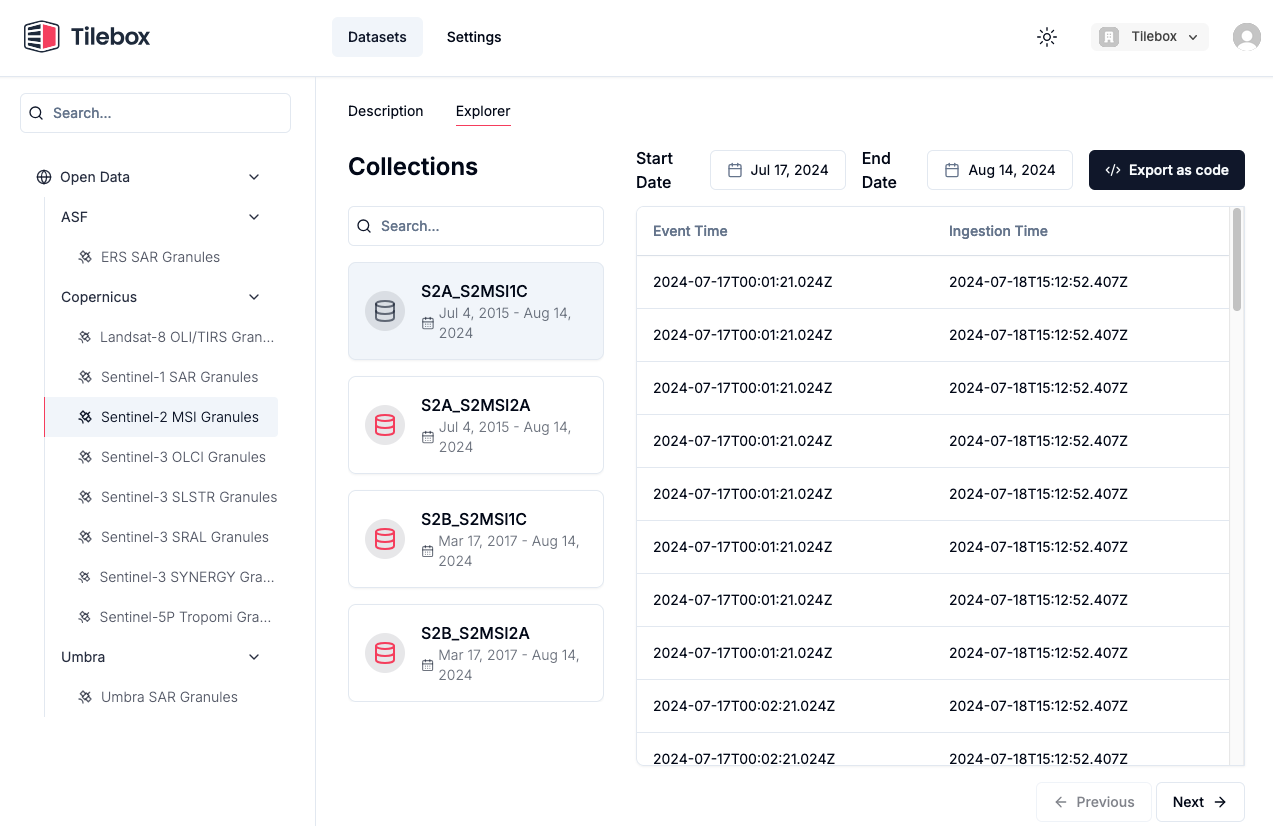 Tilebox
Datasets
Settings
Tilebox
Search...
Open Data
ASF
ERS SAR Granules
Copernicus
Landsat-8 OLI/TIRS Gran...
Sentinel-1 SAR Granules
Sentinel-2 MSI Granules
Sentinel-3 OLCI Granules
Sentinel-3 SLSTR Granules
Sentinel-3 SRAL Granules
Sentinel-3 SYNERGY Gra...
Sentinel-5P Tropomi Gra...
Umbra
Umbra SAR Granules
Description
Explorer
Collections
Search...
S2A_S2MSI1C
Jul 4, 2015 - Aug 14,
2024
S2A_S2MSI2A
Jul 4, 2015 - Aug 14,
2024
S2B_S2MSI1C
Mar 17, 2017 - Aug 14,
2024
S2B_S2MSI2A
Mar 17, 2017 - Aug 14,
2024
Start
Date
Jul 17, 2024
End
Date
Aug 14, 2024
Export as code
Event Time Ingestion Time
2024-07-17T00:01:21.024Z 2024-07-18T15:12:52.407Z
2024-07-17T00:01:21.024Z 2024-07-18T15:12:52.407Z
2024-07-17T00:01:21.024Z 2024-07-18T15:12:52.407Z
2024-07-17T00:01:21.024Z 2024-07-18T15:12:52.407Z
2024-07-17T00:01:21.024Z 2024-07-18T15:12:52.407Z
2024-07-17T00:01:21.024Z 2024-07-18T15:12:52.407Z
2024-07-17T00:01:21.024Z 2024-07-18T15:12:52.407Z
2024-07-17T00:01:21.024Z 2024-07-18T15:12:52.407Z
2024-07-17T00:02:21.024Z 2024-07-18T15:12:52.407Z
2024-07-17T00:02:21.024Z 2024-07-18T15:12:52.407Z
Previous
Next